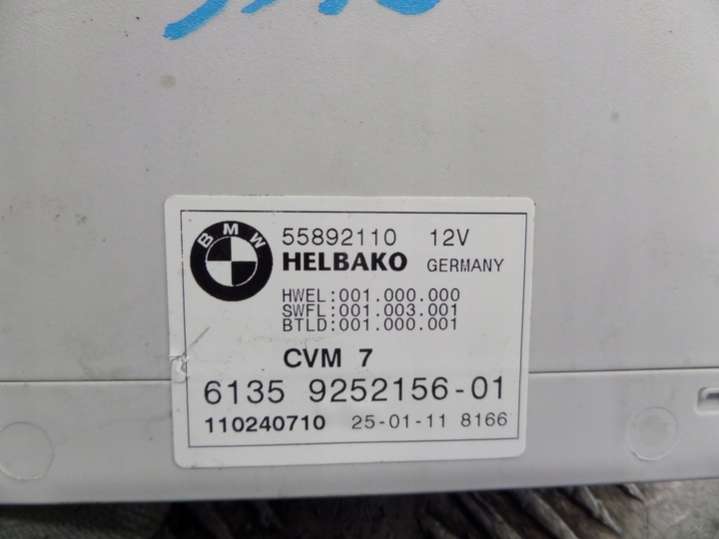 BMW
55892110 12V
HELBAKO GERMANY
HWEL:001.000.000
SWFL:001.003.001
BTLD:001.000.001
CVM 7
6135 9252156-01
110240710 25-01-11 8166